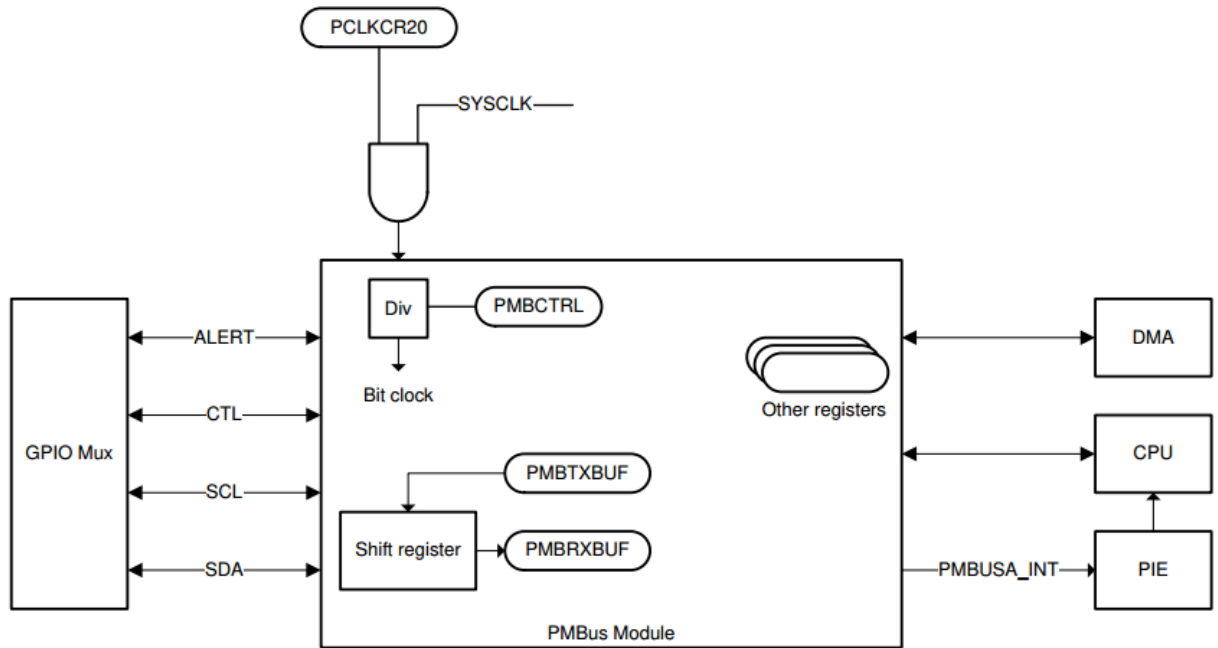 PCLKCR20
SYSCLK
Div
PMBCTRL
Bit clock
Other registers
GPIO Mux
ALERT
CTL
SCL
SDA
PMBTXBUF
Shift register
PMBRXBUF
PMBus Module
DMA
CPU
PMBUSA_INT
PIE